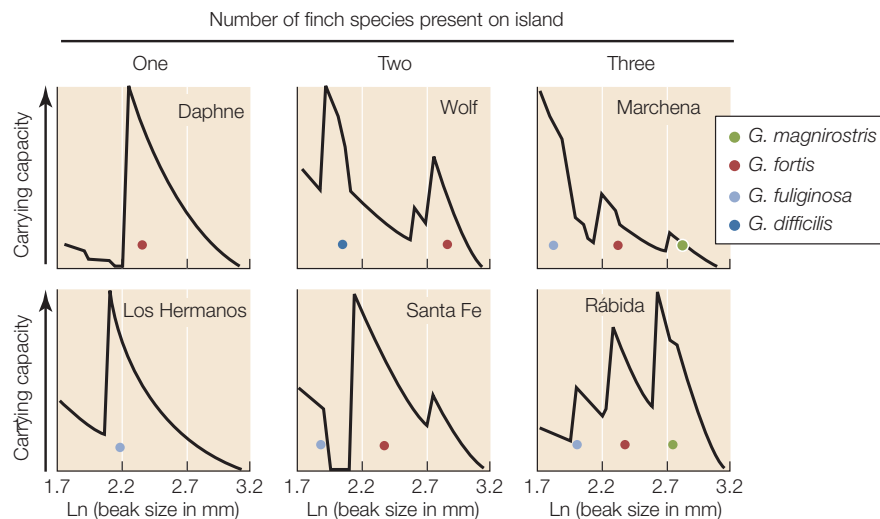 Number of finch species present on island
One Two Three
Daphne Wolf Marchena
Carrying capacity
G. magnirostris
G. fortis
G. fuliginosa
G. difficilis
Los Hermanos Santa Fe Rábida
Carrying capacity
1.7 2.2 2.7 3.2 1.7 2.2 2.7 3.2 1.7 2.2 2.7 3.2
Ln (beak size in mm) Ln (beak size in mm) Ln (beak size in mm)